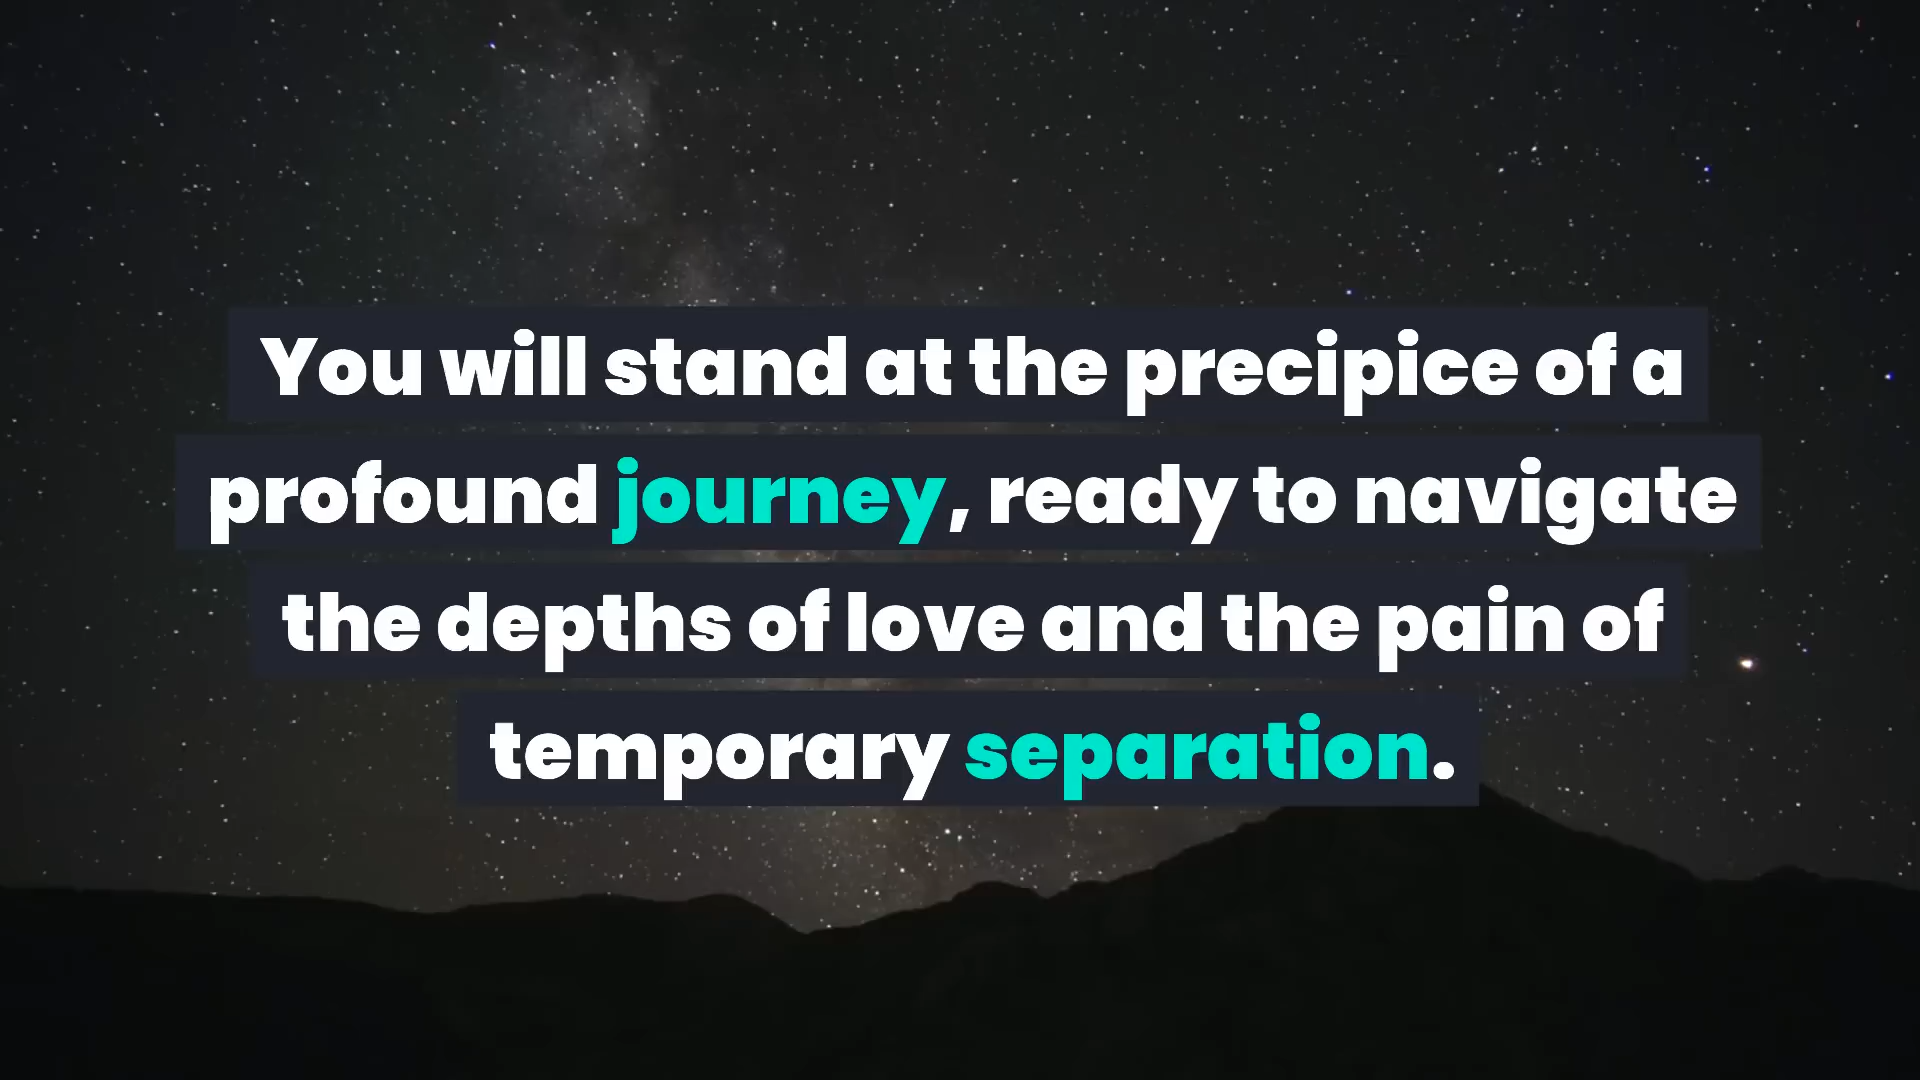 You will stand at the precipice of a
profound journey, ready to navigate
the depths of love and the pain of
temporary separation.